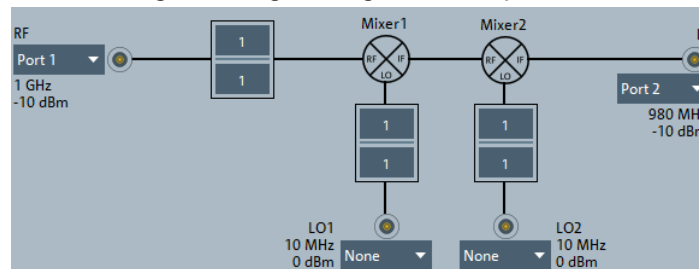 RF
Port 1
1 GHz
-10 dBm
1
1
Mixer1
RF IF
LO
Mixer2
RF IF
LO
1
1
1
1
LO1
10 MHz
0 dBm
None
LO2
10 MHz
0 dBm
None
Port 2
980 MH
-10 dB